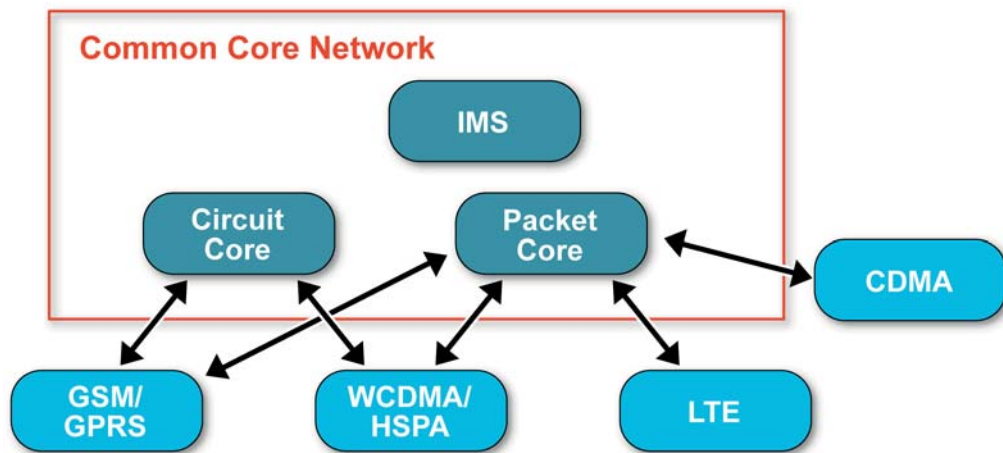 Common Core Network
IMS
Circuit
Core
Packet
Core
CDMA
GSM/
GPRS
WCDMA/
HSPA
LTE